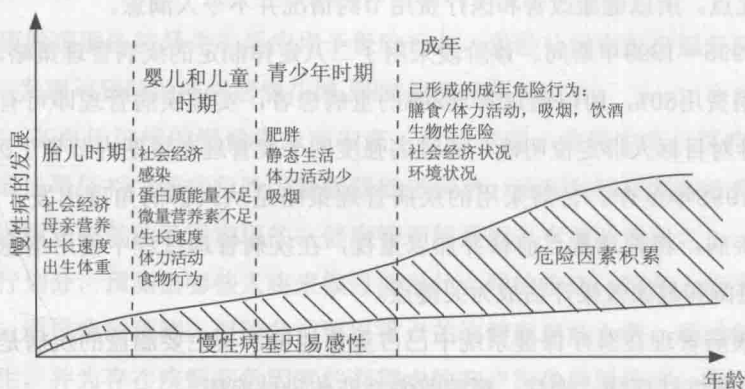 慢性病的发展
胎儿时期
社会经济
母亲营养
生长速度
出生体重
婴儿和儿童
时期
社会经济
感染
蛋白质能量不足
微量营养素不足
生长速度
体力活动
食物行为
青少年时期
肥胖
静态生活
体力活动少
吸烟
成年
已形成的成年危险行为：
膳食/体力活动，吸烟，饮酒
生物性危险
社会经济状况
环境状况
危险因素积累
慢性病基因易感性
年龄